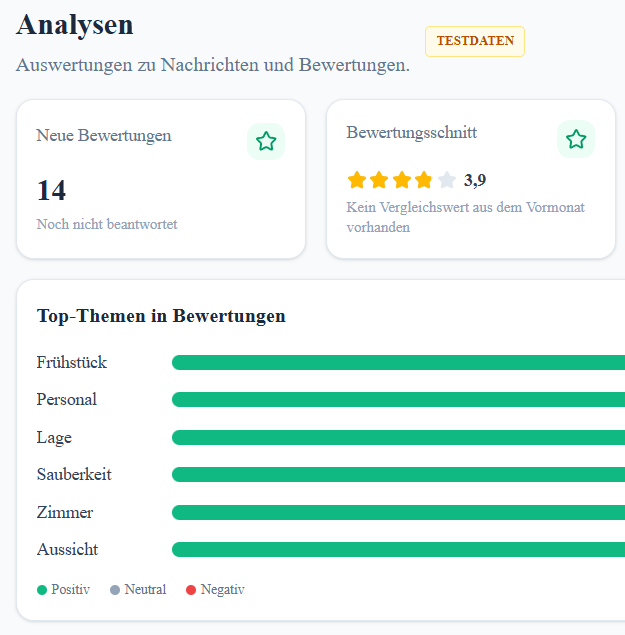 Analysen
TESTDATEN
Auswertungen zu Nachrichten und Bewertungen.
Neue Bewertungen
14
Noch nicht beantwortet
Bewertungsschnitt
3,9
Kein Vergleichswert aus dem Vormonat
vorhanden
Top-Themen in Bewertungen
Frühstück
Personal
Lage
Sauberkeit
Zimmer
Aussicht
Positiv Neutral Negativ